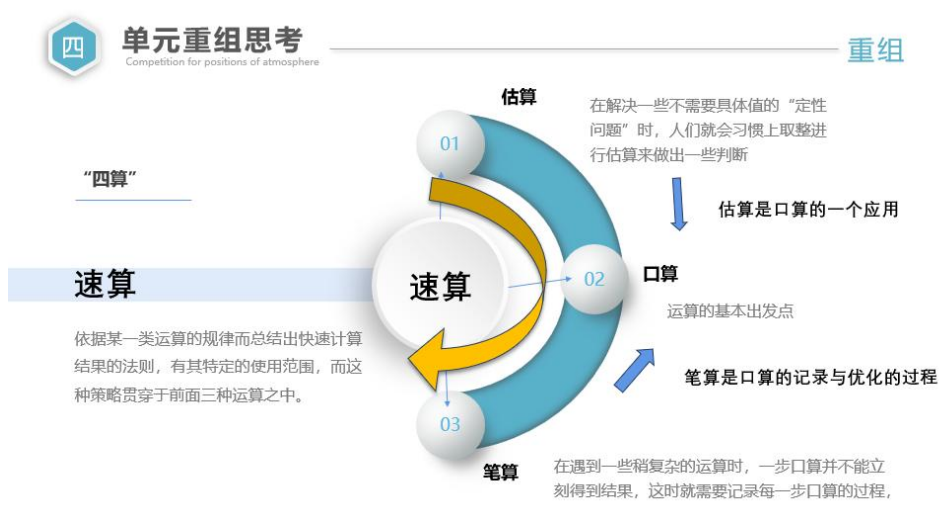 四
单元重组思考
Competition for positions of atmosphere
重组
估算
在解决一些不需要具体值的“定性
问题”时，人们就会习惯上取整进
行估算来做出一些判断
01
“四算”
估算是口算的一个应用
速算
速算
02
口算
运算的基本出发点
依据某一类运算的规律而总结出快速计算
结果的法则，有其特定的使用范围，而这
种策略贯穿于前面三种运算之中。
笔算是口算的记录与优化的过程
03
笔算
在遇到一些稍复杂的运算时，一步口算并不能立
刻得到结果，这时就需要记录每一步口算的过程，